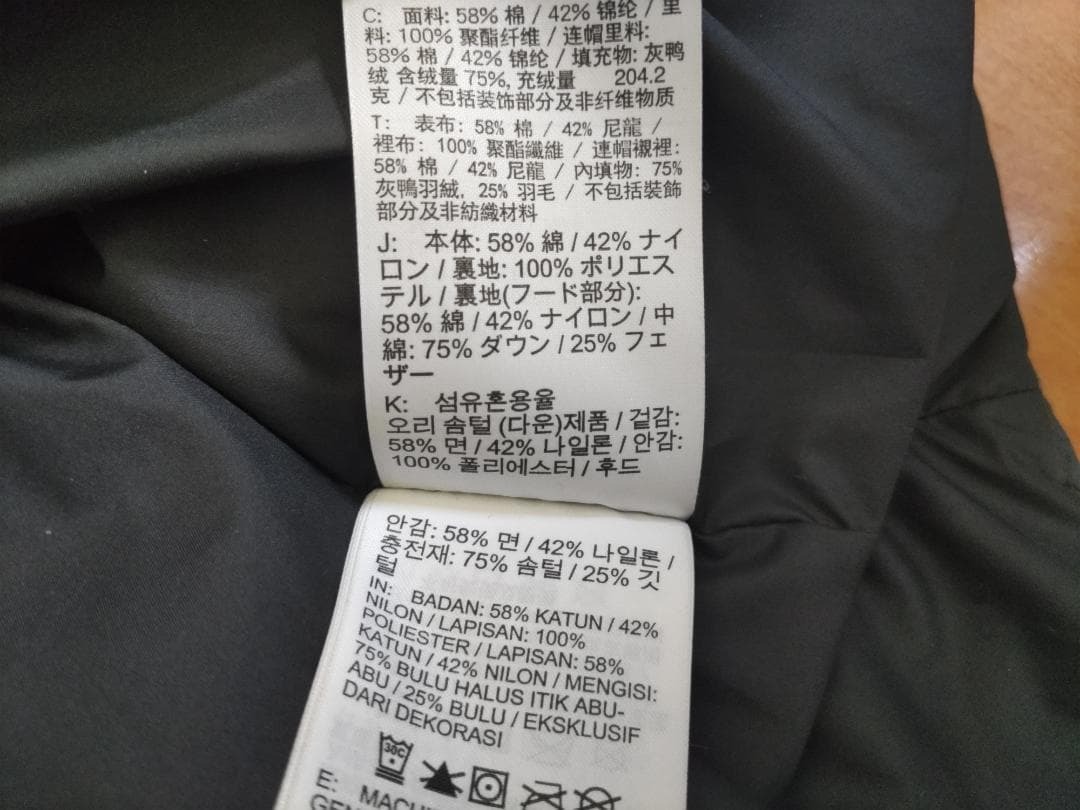 C: 面料: 58% 棉 / 42% 锦纶 / 里
料: 100% 聚酯纤维 / 连帽里料:
58% 棉 / 42% 锦纶 / 填充物: 灰鸭
绒 含绒量 75%, 充绒量 204.2
克 / 不包括装饰部分及非纤维物质
T: 表布: 58% 棉 / 42% 尼龍 /
裡布: 100% 聚酯纖維 / 連帽襯裡:
58% 棉 / 42% 尼龍 / 內填物: 75%
灰鴨羽絨, 25% 羽毛 / 不包括裝飾
部分及非紡織材料
J: 本体: 58% 綿 / 42% ナイ
ロン / 裏地: 100% ポリエス
テル / 裏地(フード部分):
58% 綿 / 42% ナイロン / 中
綿: 75% ダウン / 25% フェ
ザー
K: 섬유혼용율
오리 솜털 (다운)제품 / 겉감:
58% 면 / 42% 나일론 / 안감:
100% 폴리에스터 / 후드
안감: 58% 면 / 42% 나일론 /
충전재: 75% 솜털 / 25% 깃
털
IN: BADAN: 58% KATUN / 42%
NILON / LAPISAN: 100%
POLIESTER / LAPISAN: 58%
KATUN / 42% NILON / MENGISI:
75% BULU HALUS ITIK ABU-
ABU / 25% BULU / EKSKLUSIF
DARI DEKORASI
30C
E: MACHI